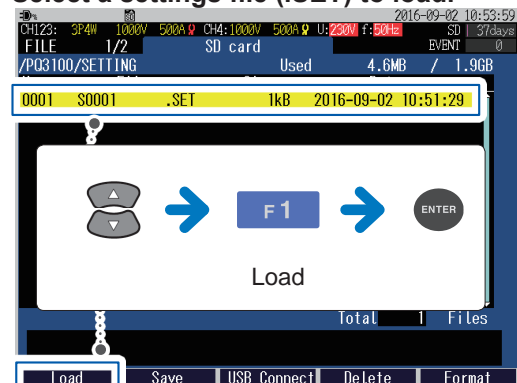 Select a settings file (.SET) to load.
2016-09-02 10:53:59
CH123: 3P4W 1000V 500A CH4:1000V 500A U:230V f:50Hz SD 37days
FILE 1/2 SD card EVENT 0
/PQ3100/SETTING Used 4.6MB / 1.9GB
0001 S0001 .SET 1kB 2016-09-02 10:51:29
F 1
ENTER
Load
Total 1 Files
Load Save USB Connect Delete Format